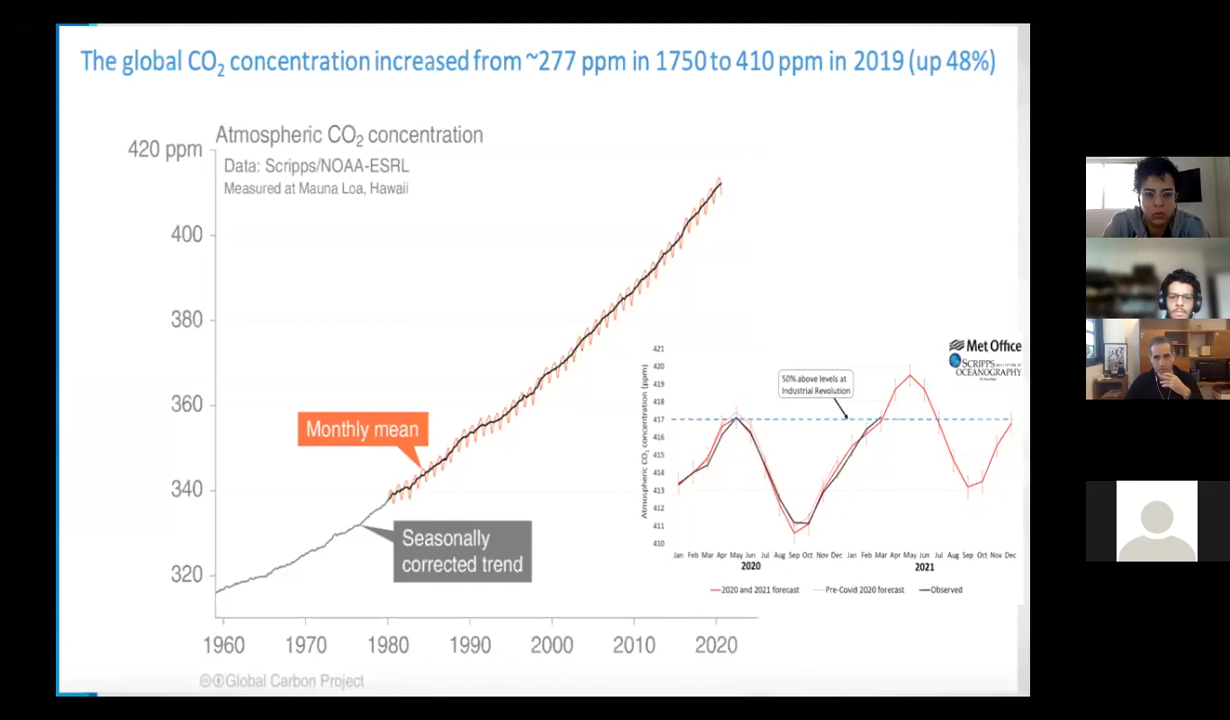 The global CO₂ concentration increased from ~277 ppm in 1750 to 410 ppm in 2019 (up 48%)
Atmospheric CO₂ concentration
420 ppm
Data: Scripps/NOAA-ESRL
Measured at Mauna Loa, Hawaii
400
380
360
340
320
Monthly mean
Seasonally
corrected trend
1960 1970 1980 1990 2000 2010 2020
Global Carbon Project
Met Office
SCRIPPS
OCEANOGRAPHY
Atmospheric CO₂ concentration (ppm)
421
420
419
418
417
416
415
414
413
412
411
410
50% above levels at
Industrial Revolution
Jan Feb Mar Apr May Jun Jul Aug Sep Oct Nov Dec Jan Feb Mar Apr May Jun Jul Aug Sep Oct Nov Dec
2020 2021
2020 and 2021 forecast Pre-Covid 2020 forecast Observed